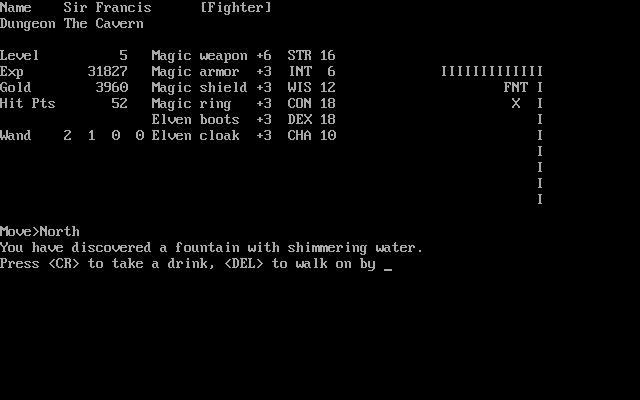 Name    Sir Francis      [Fighter]
Dungeon The Cavern
Level          5   Magic weapon +6  STR 16
Exp        31827   Magic armor  +3  INT  6             IIIIIIIIIIIII
Gold        3960   Magic shield +3  WIS 12                     FNT I
Hit Pts       52   Magic ring   +3  CON 18                      X  I
                   Elven boots  +3  DEX 18                         I
Wand    2  1  0  0 Elven cloak  +3  CHA 10                         I
                                                                   I
                                                                   I
                                                                   I
                                                                   I
Move>North
You have discovered a fountain with shimmering water.
Press <CR> to take a drink, <DEL> to walk on by _